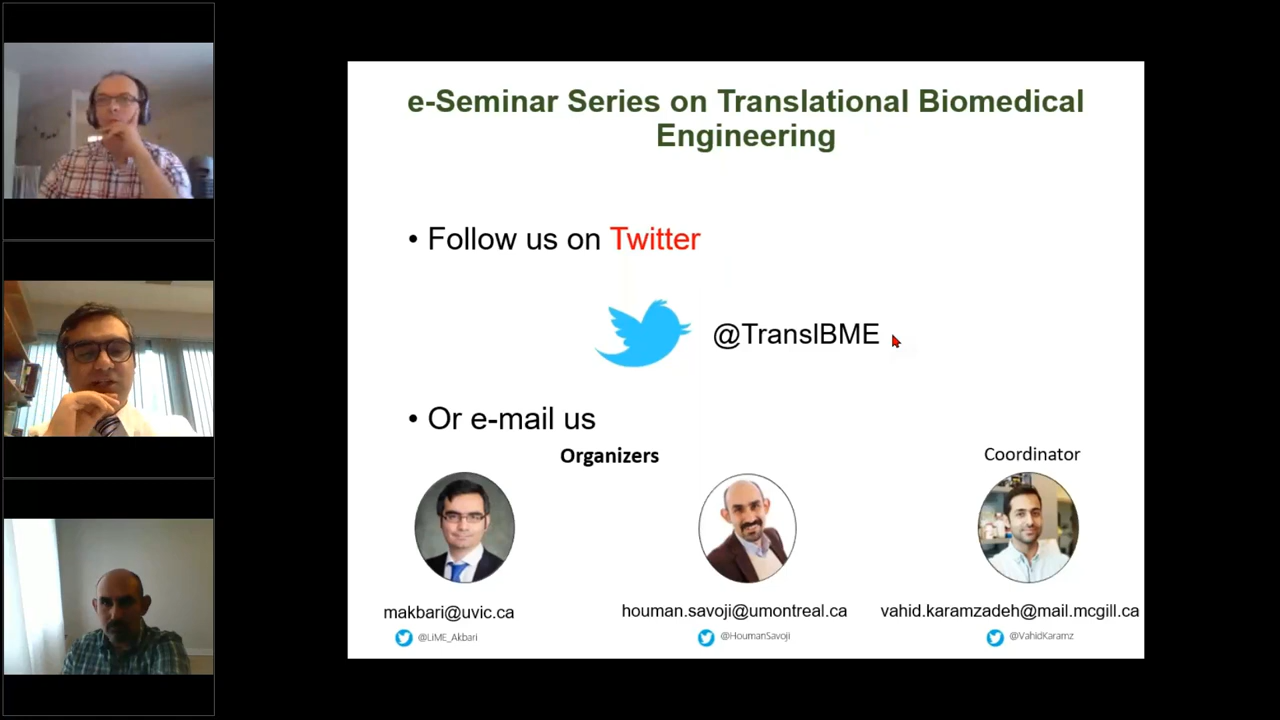 e-Seminar Series on Translational Biomedical
Engineering
• Follow us on Twitter
@TranslBME
• Or e-mail us
Organizers
Coordinator
makbari@uvic.ca
houman.savoji@umontreal.ca
vahid.karamzadeh@mail.mcgill.ca
@LiME_Akbari
@HoumanSavoji
@VahidKaramz